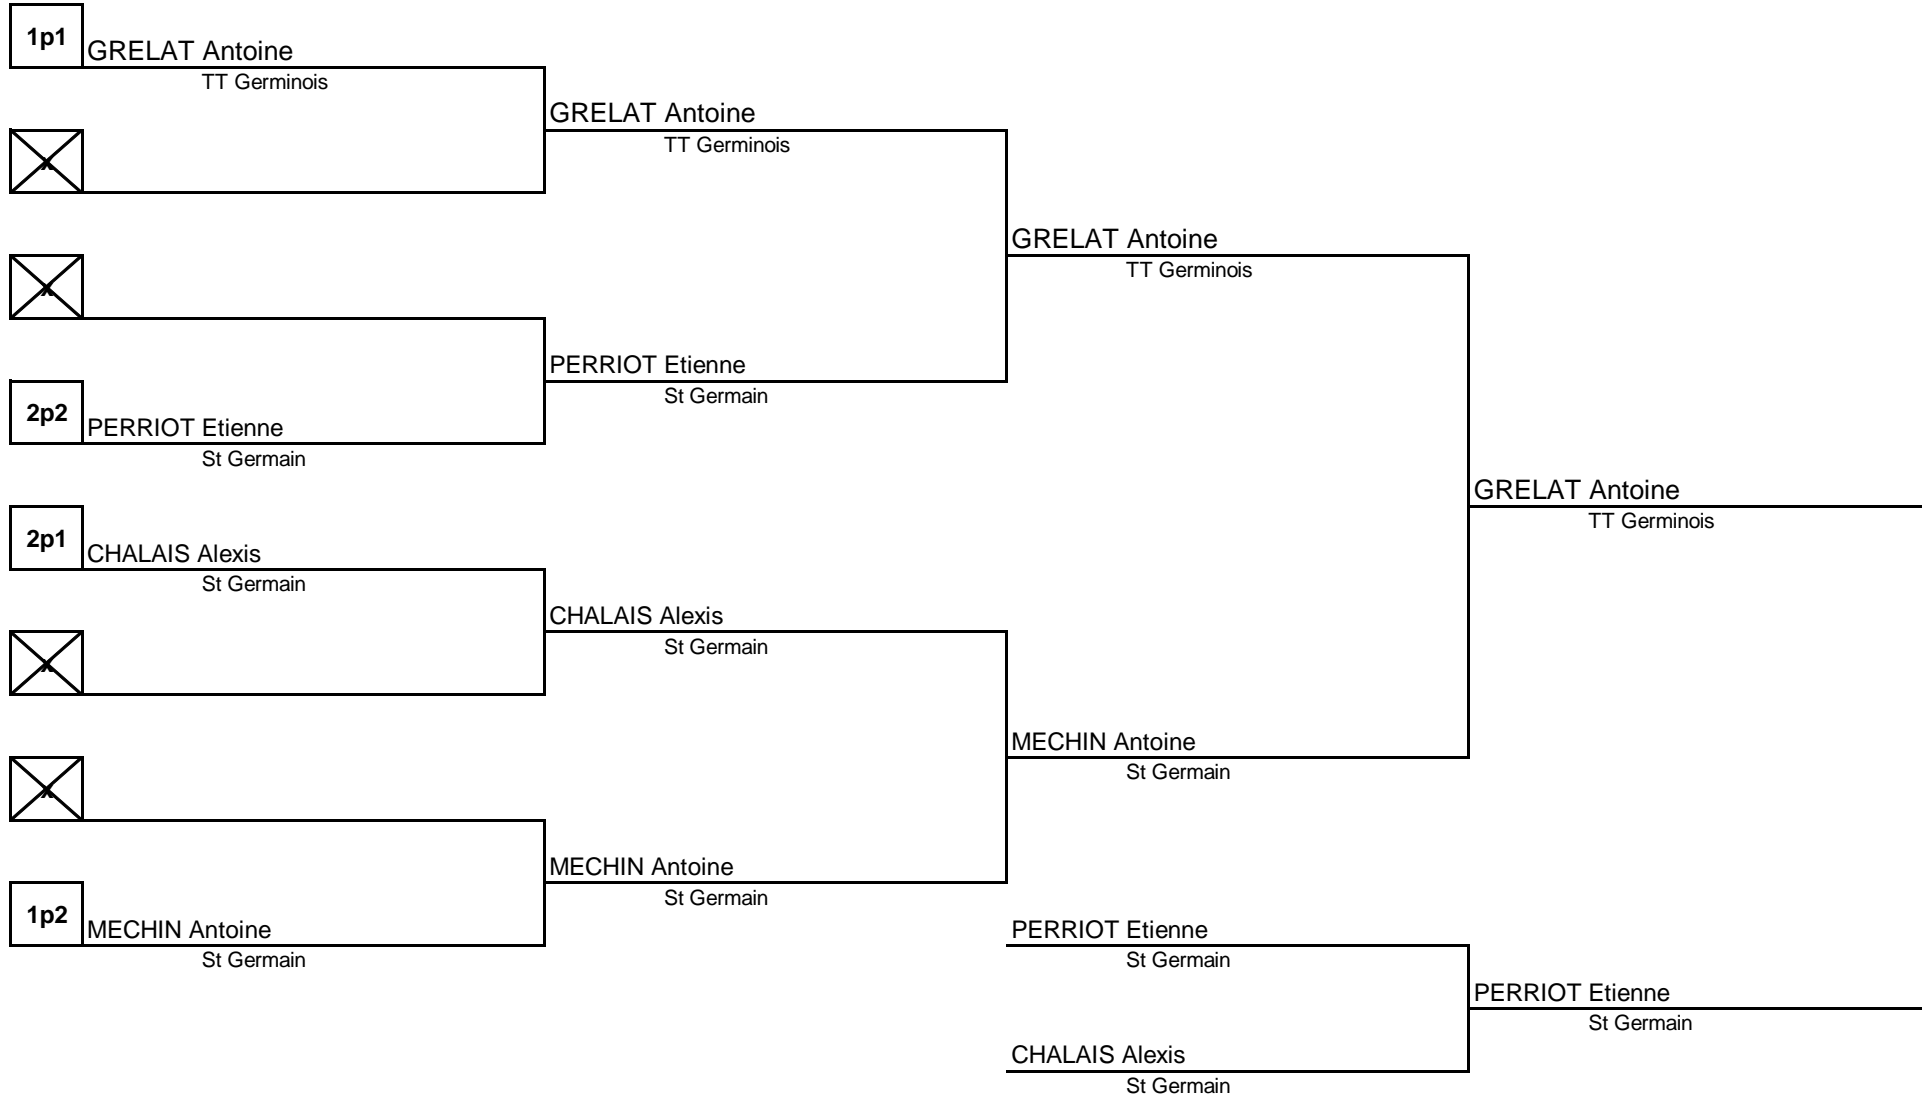 1p1
GRELAT Antoine
TT Germinois
GRELAT Antoine
TT Germinois
x
GRELAT Antoine
TT Germinois
x
PERRIOT Etienne
St Germain
2p2
PERRIOT Etienne
St Germain
GRELAT Antoine
TT Germinois
2p1
CHALAIS Alexis
St Germain
CHALAIS Alexis
St Germain
x
MECHIN Antoine
St Germain
x
MECHIN Antoine
St Germain
1p2
MECHIN Antoine
St Germain
PERRIOT Etienne
St Germain
PERRIOT Etienne
St Germain
CHALAIS Alexis
St Germain